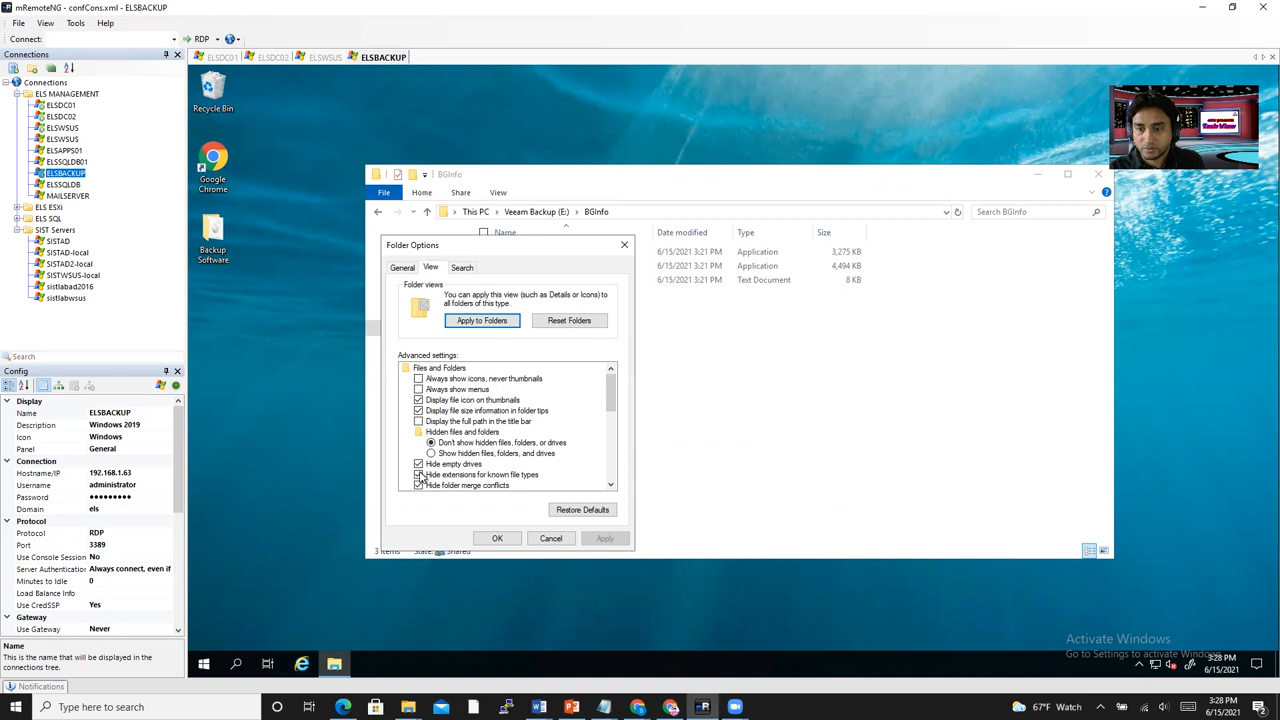 mRemoteNG - confCons.xml - ELSBACKUP
File View Tools Help
Connect: RDP
Connections
ELSDC01 ELSDC02 ELSWSUS ELSBACKUP
Connections
ELS MANAGEMENT
ELSDC01
ELSDC02
ELSWSUS
ELSWSUS
ELSAPPS01
ELSSQLDB01
ELSBACKUP
ELSSQLDB
MAILSERVER
ELS ESXi
ELS SQL
SIST Servers
SISTAD
SISTAD-local
SISTAD2-local
SISTWSUS-local
sistlabad2016
sistlabwsus
Search
Config
Display
Name ELSBACKUP
Description Windows 2019
Icon Windows
Panel General
Connection
Hostname/IP 192.168.1.63
Username administrator
Password ●●●●●●●●●
Domain els
Protocol
Protocol RDP
Port 3389
Use Console Session No
Server Authentication Always connect, even if
Minutes to Idle 0
Load Balance Info
Use CredSSP Yes
Gateway
Use Gateway Never
Name
This is the name that will be displayed in the connections tree.
Notifications
Recycle Bin
Google
Chrome
Backup
Software
Tech View
BGInfo
File Home Share View
This PC > Veeam Backup (E:) > BGInfo
Search BGInfo
Name Date modified Type Size
6/15/2021 3:21 PM Application 3,275 KB
6/15/2021 3:21 PM Application 4,494 KB
6/15/2021 3:21 PM Text Document 8 KB
3 items State: Shared
Folder Options
General View Search
Folder views
You can apply this view (such as Details or Icons) to
all folders of this type.
Apply to Folders Reset Folders
Advanced settings:
Files and Folders
Always show icons, never thumbnails
Always show menus
Display file icon on thumbnails
Display file size information in folder tips
Display the full path in the title bar
Hidden files and folders
Don't show hidden files, folders, or drives
Show hidden files, folders, and drives
Hide empty drives
Hide extensions for known file types
Hide folder merge conflicts
Restore Defaults
OK Cancel Apply
Activate Windows
Go to Settings to activate Windows.
3:28 PM
6/15/2021
Type here to search
67°F Haze
3:28 PM
6/15/2021
2